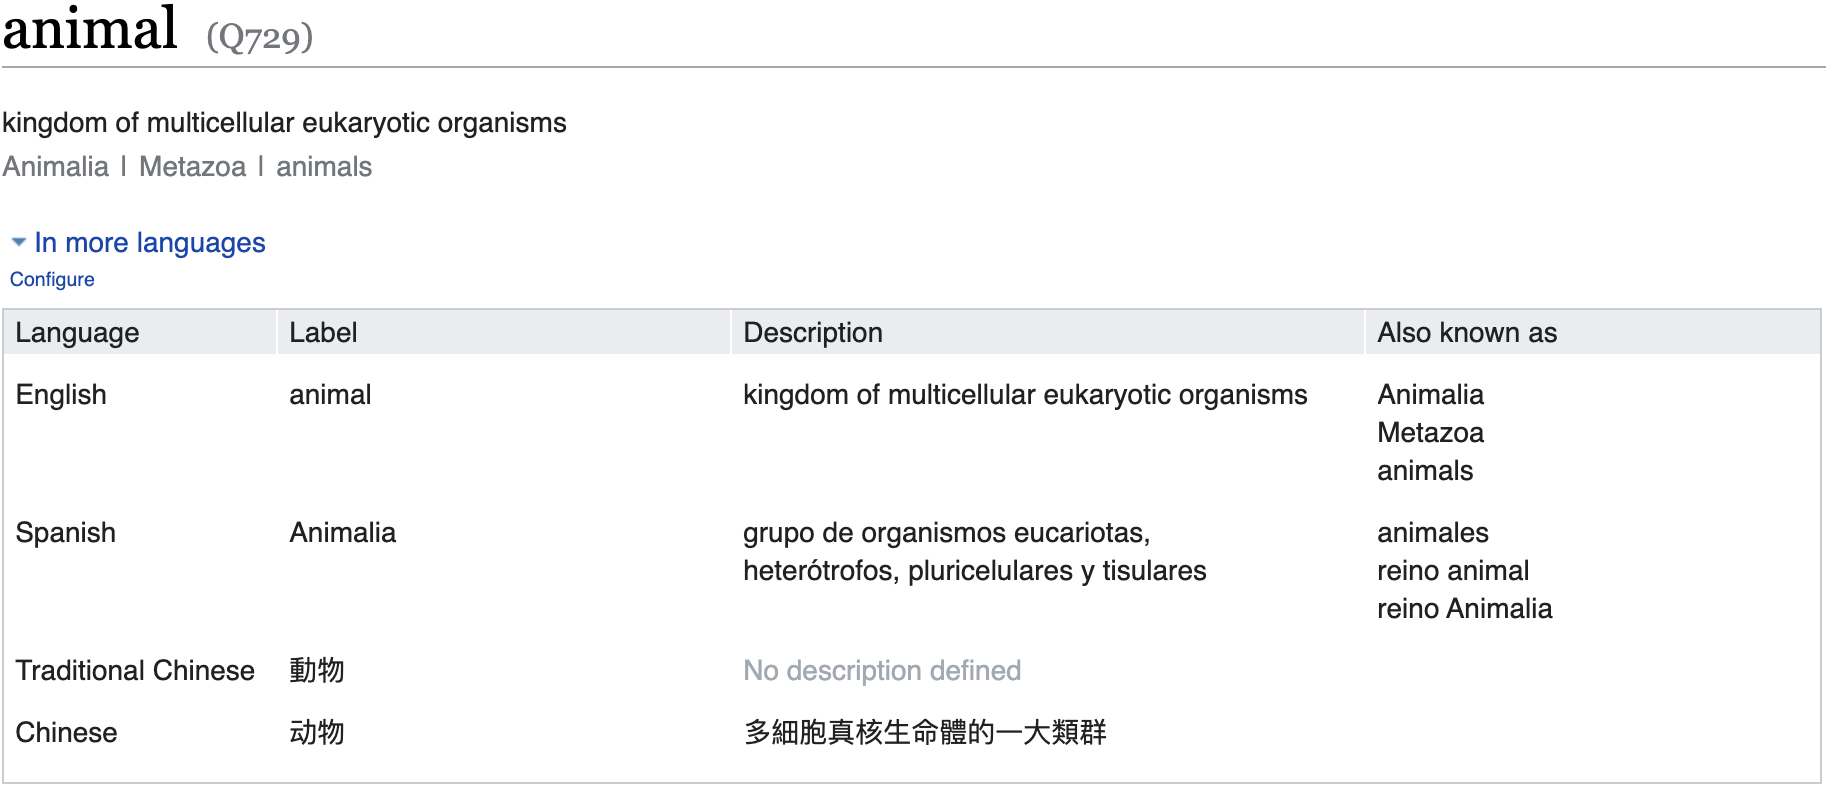 animal (Q729)
kingdom of multicellular eukaryotic organisms
Animalia | Metazoa | animals
In more languages
Configure
Language Label Description Also known as
English animal kingdom of multicellular eukaryotic organisms Animalia
Metazoa
animals
Spanish Animalia grupo de organismos eucariotas, animales
heterótrofos, pluricelulares y tisulares reino animal
reino Animalia
Traditional Chinese 動物 No description defined
Chinese 动物 多細胞真核生命體的一大類群